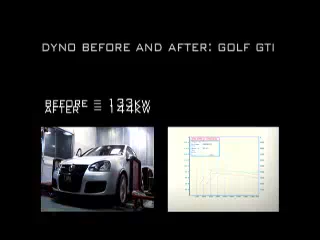 DYNO BEFORE AND AFTER: GOLF GTI
BEFORE = 133KW
AFTER = 144KW